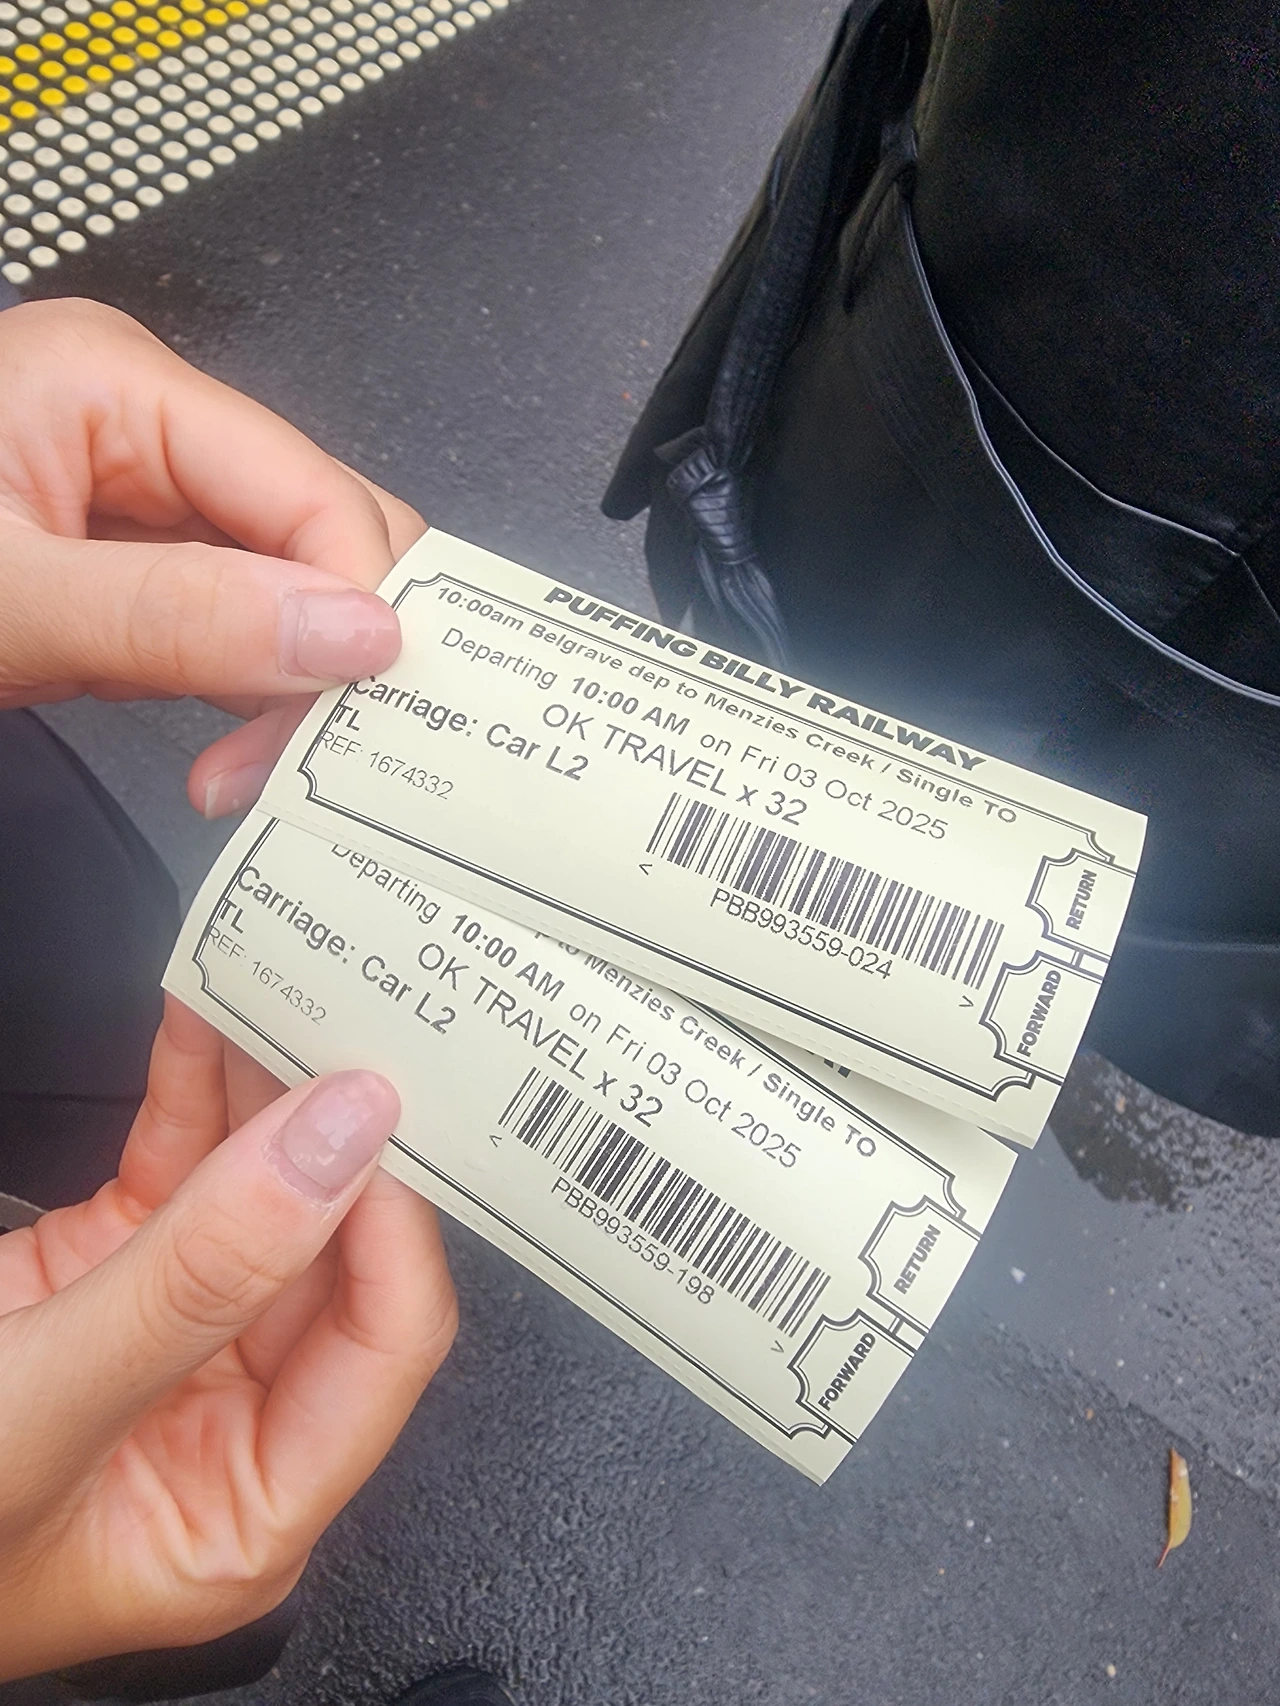 PUFFING BILLY RAILWAY
10:00am Belgrave dep to Menzies Creek / Single TO
Departing 10:00 AM on Fri 03 Oct 2025
OK TRAVEL x 32
Carriage: Car L2
TL
REF: 1674332
< >
PBB993559-024
RETURN
FORWARD
to Menzies Creek / Single TO
Departing 10:00 AM on Fri 03 Oct 2025
OK TRAVEL x 32
Carriage: Car L2
TL
REF: 1674332
< >
PBB993559-198
RETURN
FORWARD